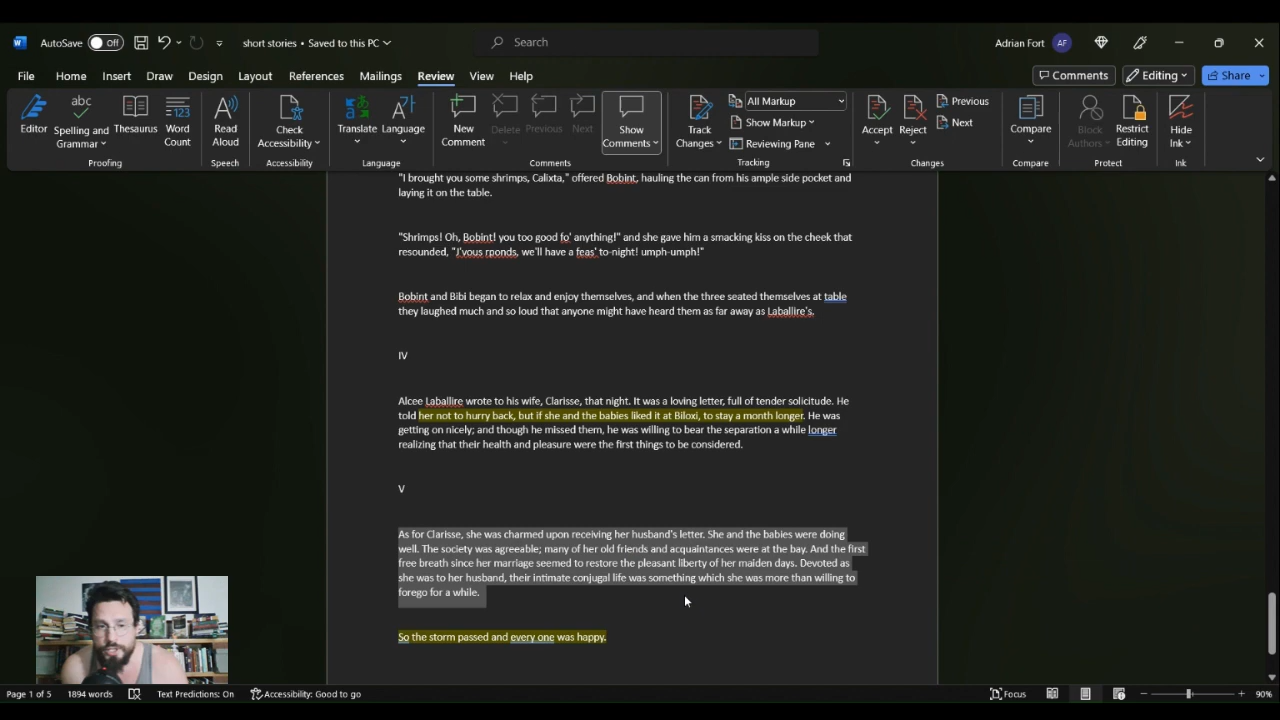 AutoSave Off short stories • Saved to this PC Search Adrian Fort AF
File Home Insert Draw Design Layout References Mailings Review View Help Comments Editing Share
Editor Spelling and Grammar Thesaurus Word Count Read Aloud Check Accessibility Translate Language New Comment Delete Previous Next Show Comments Track Changes All Markup Show Markup Reviewing Pane Accept Reject Previous Next Compare Block Authors Restrict Editing Hide Ink
Proofing Speech Accessibility Language Comments Tracking Changes Compare Protect Ink
"I brought you some shrimps, Calixta," offered Bobint, hauling the can from his ample side pocket and
laying it on the table.
"Shrimps! Oh, Bobint! you too good fo' anything!" and she gave him a smacking kiss on the cheek that
resounded, "J'vous rponds, we'll have a feas' to-night! umph-umph!"
Bobint and Bibi began to relax and enjoy themselves, and when the three seated themselves at table
they laughed much and so loud that anyone might have heard them as far away as Laballire's.
IV
Alcee Laballire wrote to his wife, Clarisse, that night. It was a loving letter, full of tender solicitude. He
told her not to hurry back, but if she and the babies liked it at Biloxi, to stay a month longer. He was
getting on nicely; and though he missed them, he was willing to bear the separation a while longer
realizing that their health and pleasure were the first things to be considered.
V
As for Clarisse, she was charmed upon receiving her husband's letter. She and the babies were doing
well. The society was agreeable; many of her old friends and acquaintances were at the bay. And the first
free breath since her marriage seemed to restore the pleasant liberty of her maiden days. Devoted as
she was to her husband, their intimate conjugal life was something which she was more than willing to
forego for a while.
So the storm passed and every one was happy.
Page 1 of 5 1894 words Text Predictions: On Accessibility: Good to go Focus 90%